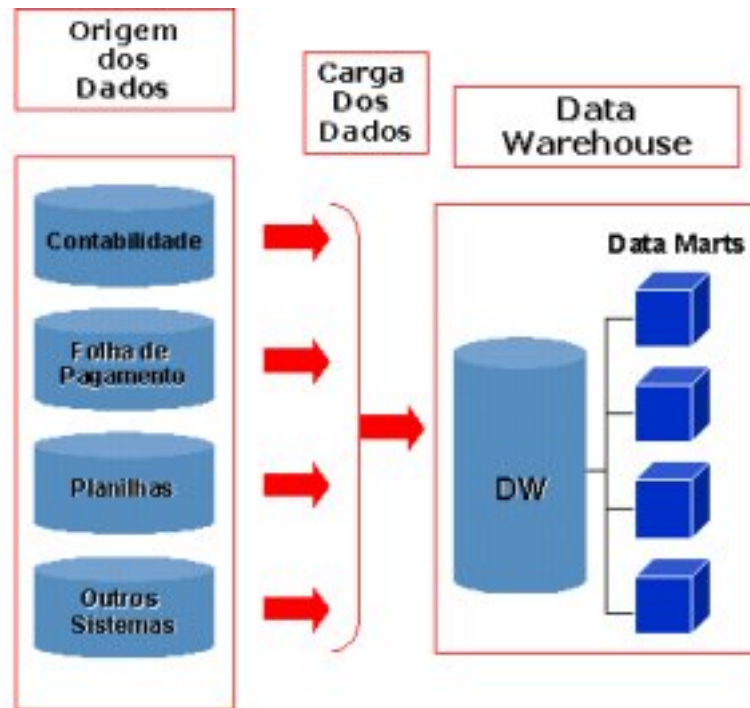 Origem
dos
Dados
Carga
Dos
Dados
Data
Warehouse
Contabilidade
Folha de
Pagamento
Planilhas
Outros
Sistemas
Data Marts
DW